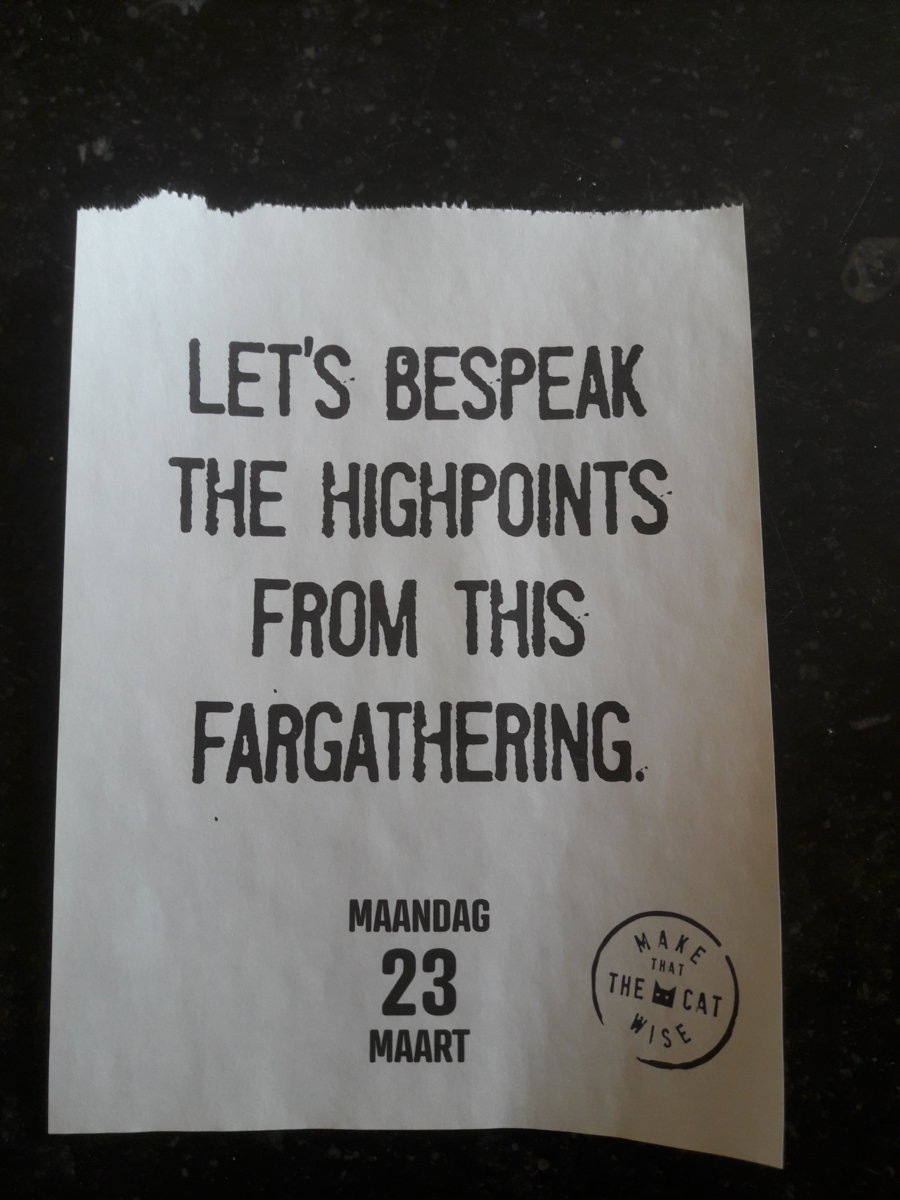 LET'S BESPEAK
THE HIGHPOINTS
FROM THIS
FARGATHERING.
MAANDAG
23
MAART
MAKE
THAT
THE CAT
WISE